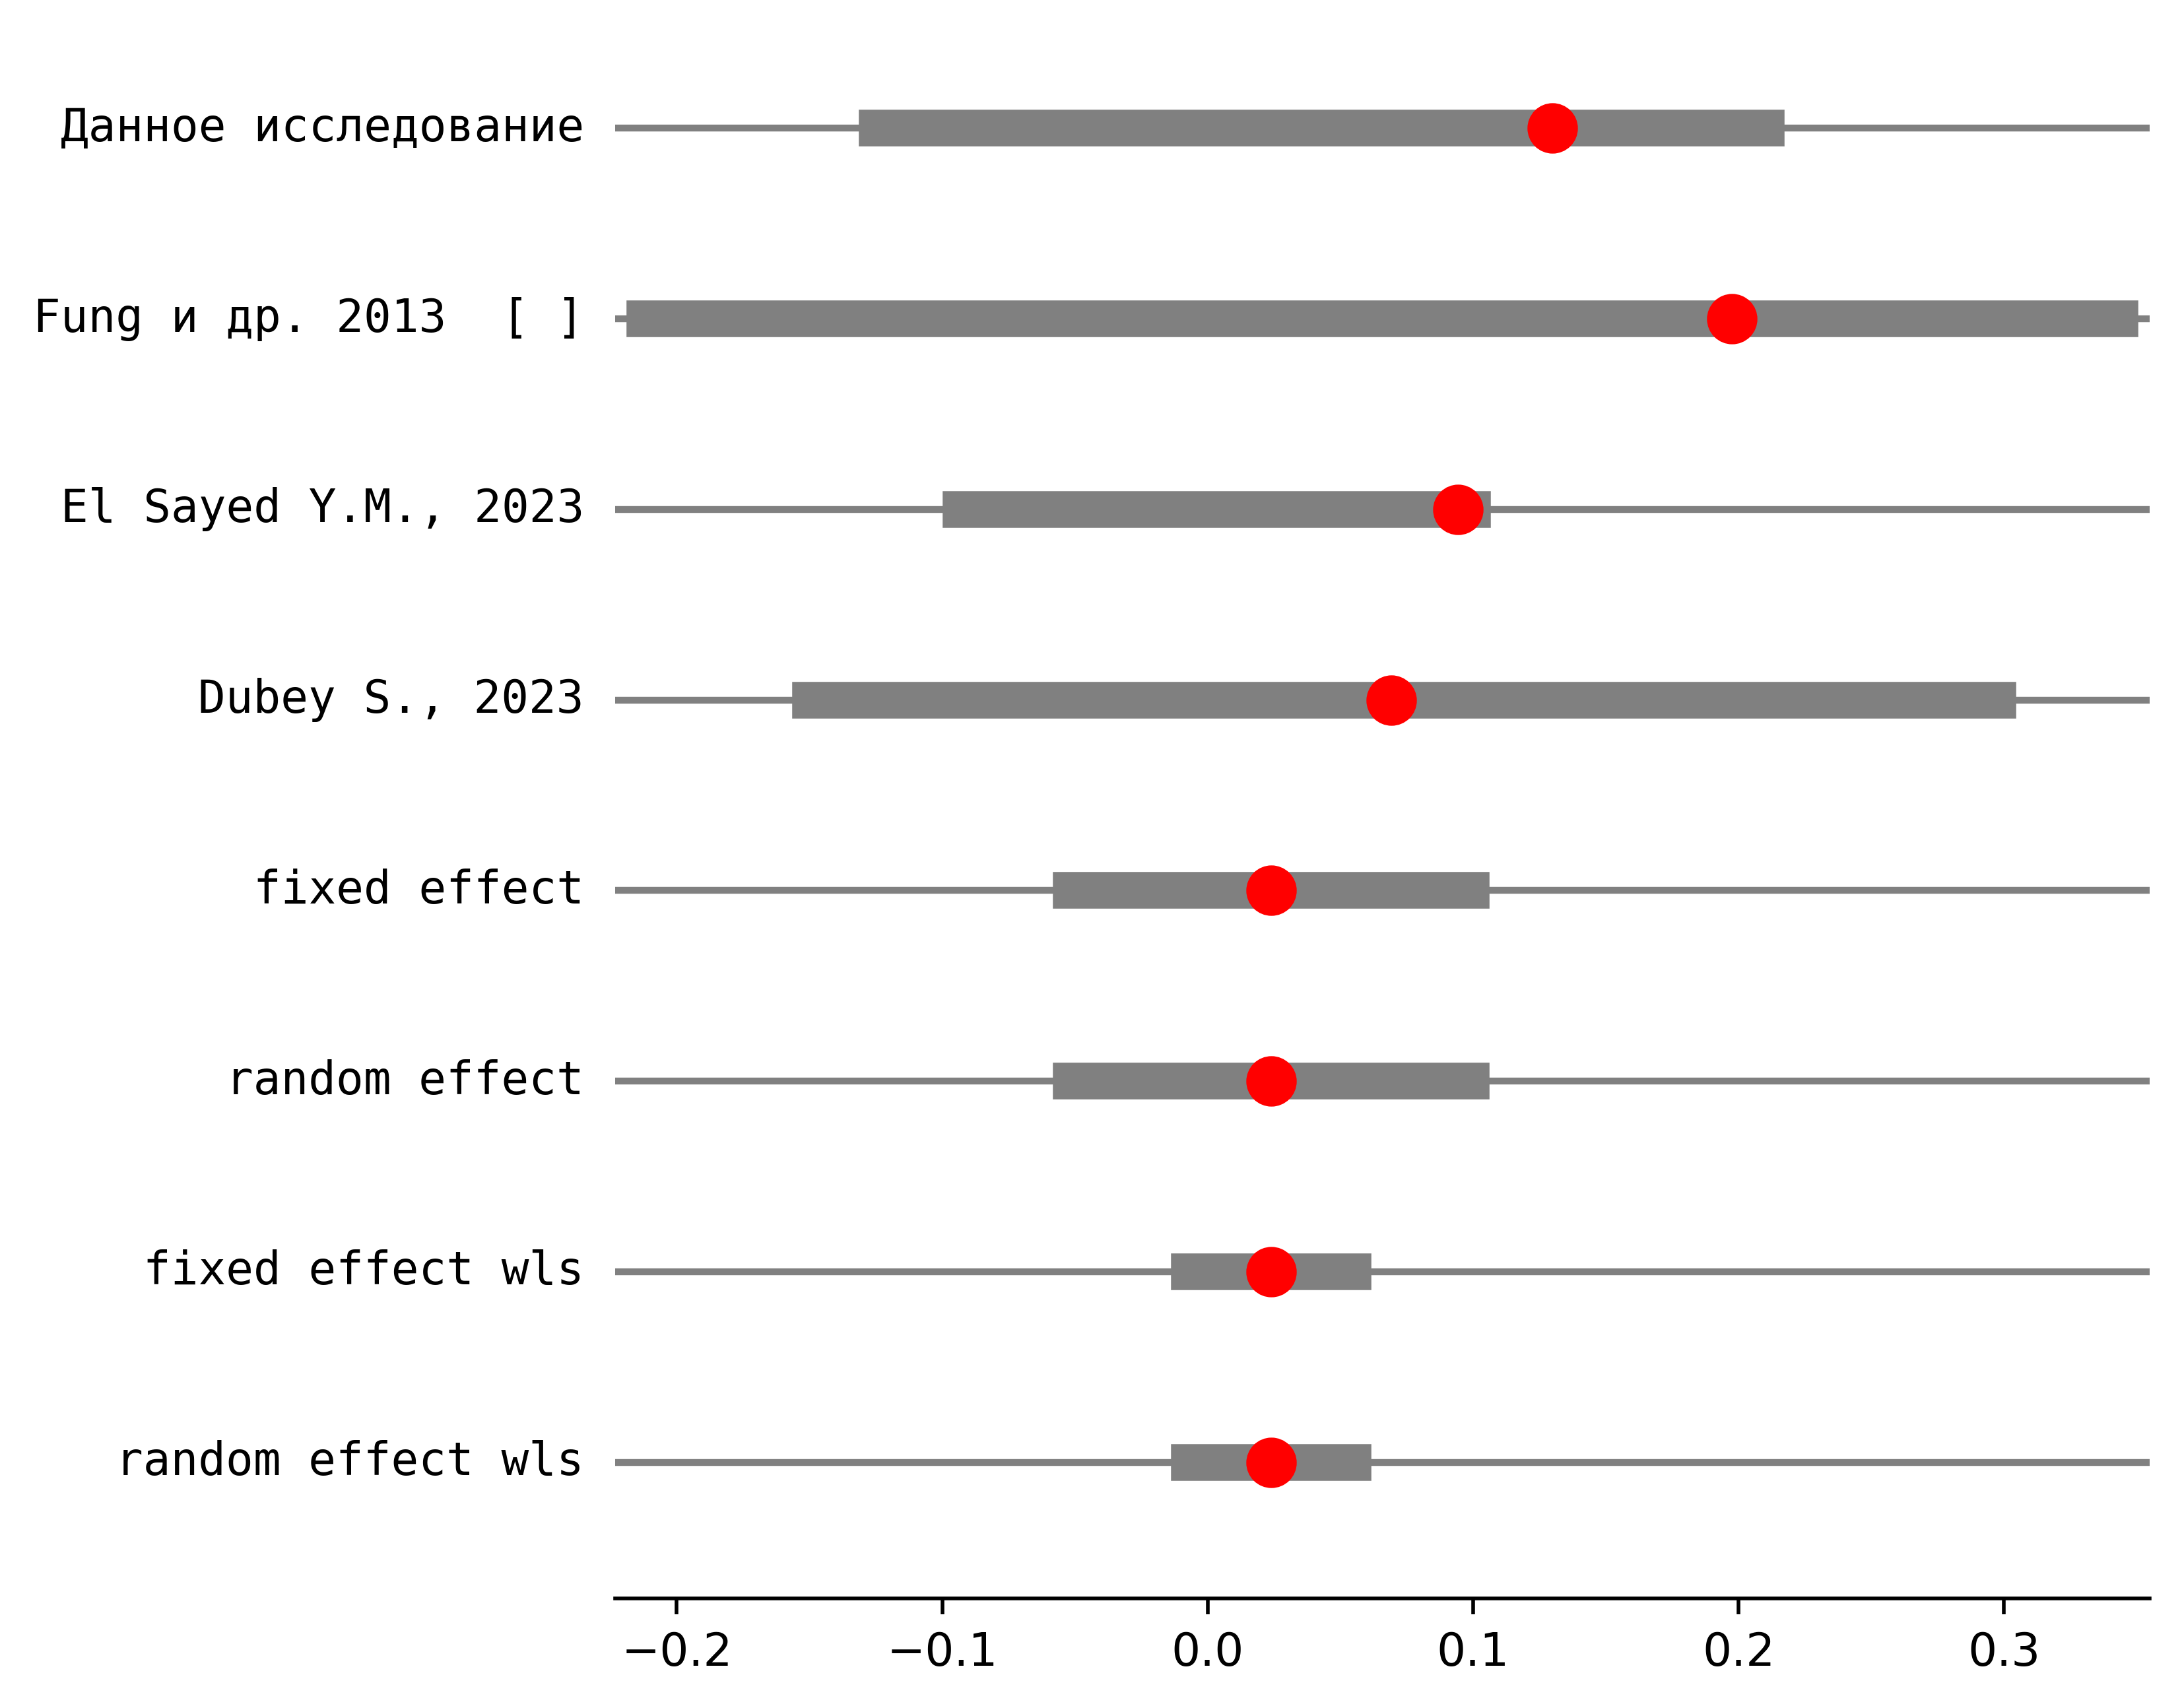 Данное исследование
Fung и др. 2013  [ ]
El Sayed Y.M., 2023
Dubey S., 2023
fixed effect
random effect
fixed effect wls
random effect wls
−0.2 −0.1 0.0 0.1 0.2 0.3